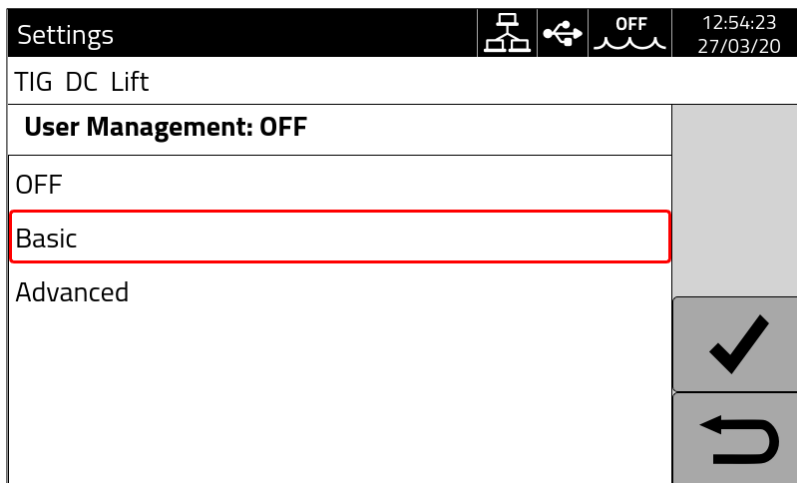 Settings
OFF
12:54:23
27/03/20
TIG DC Lift
User Management: OFF
OFF
Basic
Advanced